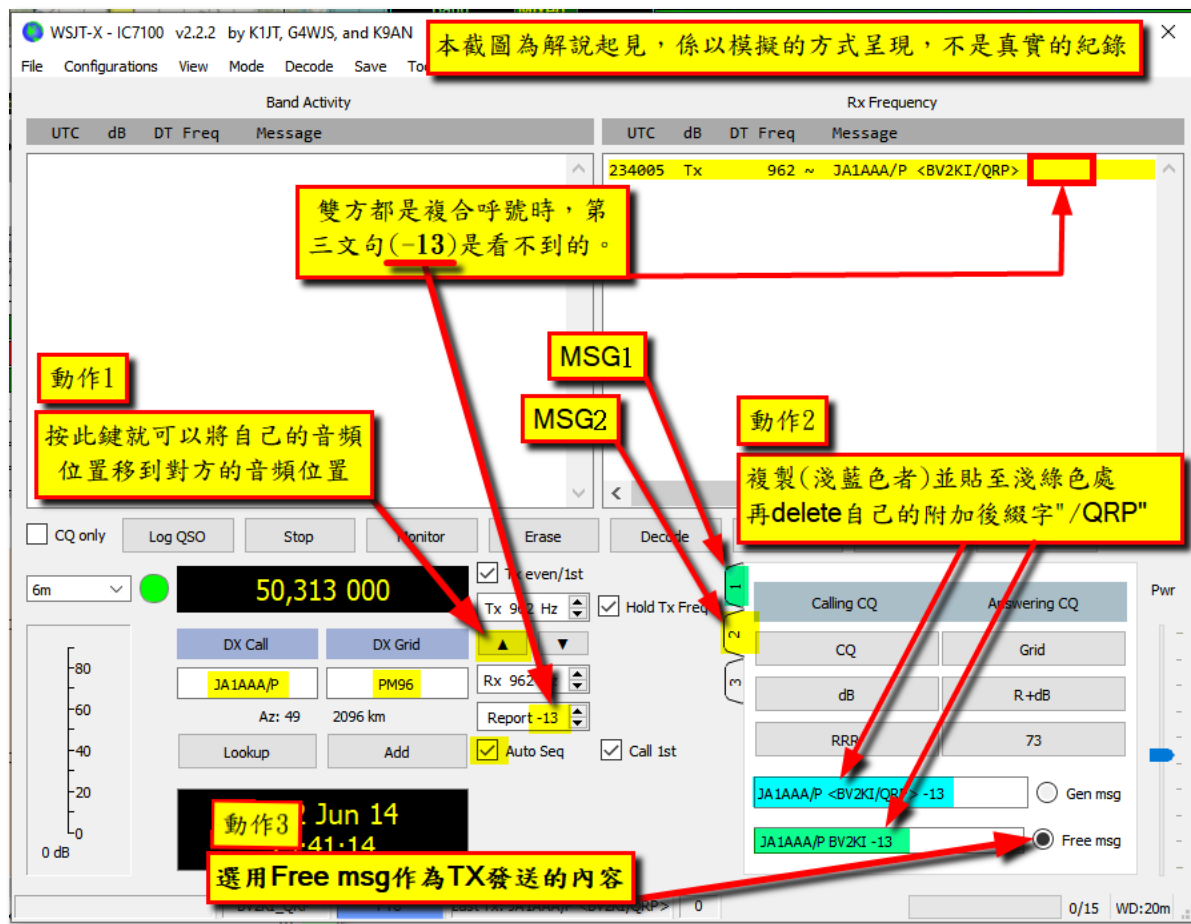 WSJT-X - IC7100 v2.2.2 by K1JT, G4WJS, and K9AN
本截圖為解說起見，係以模擬的方式呈現，不是真實的紀錄
File Configurations View Mode Decode Save
Band Activity
Rx Frequency
UTC dB DT Freq Message
UTC dB DT Freq Message
234005 Tx 962 ~ JA1AAA/P <BV2KI/QRP>
雙方都是複合呼號時，第
三文句(-13)是看不到的。
MSG1
MSG2
動作1
按此鍵就可以將自己的音頻
位置移到對方的音頻位置
動作2
複製(淺藍色者)並貼至淺綠色處
再delete自己的附加後綴字"/QRP"
CQ only
Log QSO
Stop
Monitor
Erase
Decode
6m
50,313 000
Tx even/1st
Tx 962 Hz
Hold Tx Freq
DX Call
DX Grid
▲
▼
JA1AAA/P
PM96
Rx 962
Az: 49 2096 km
Report -13
Lookup
Add
Auto Seq
Call 1st
-80
-60
-40
-20
0
0 dB
Jun 14
41:14
動作3
選用Free msg作為TX發送的內容
1
2
3
Calling CQ
Answering CQ
CQ
Grid
dB
R+dB
RRR
73
JA1AAA/P <BV2KI/QRP> -13
Gen msg
JA1AAA/P BV2KI -13
Free msg
Pwr
0
0/15 WD:20m